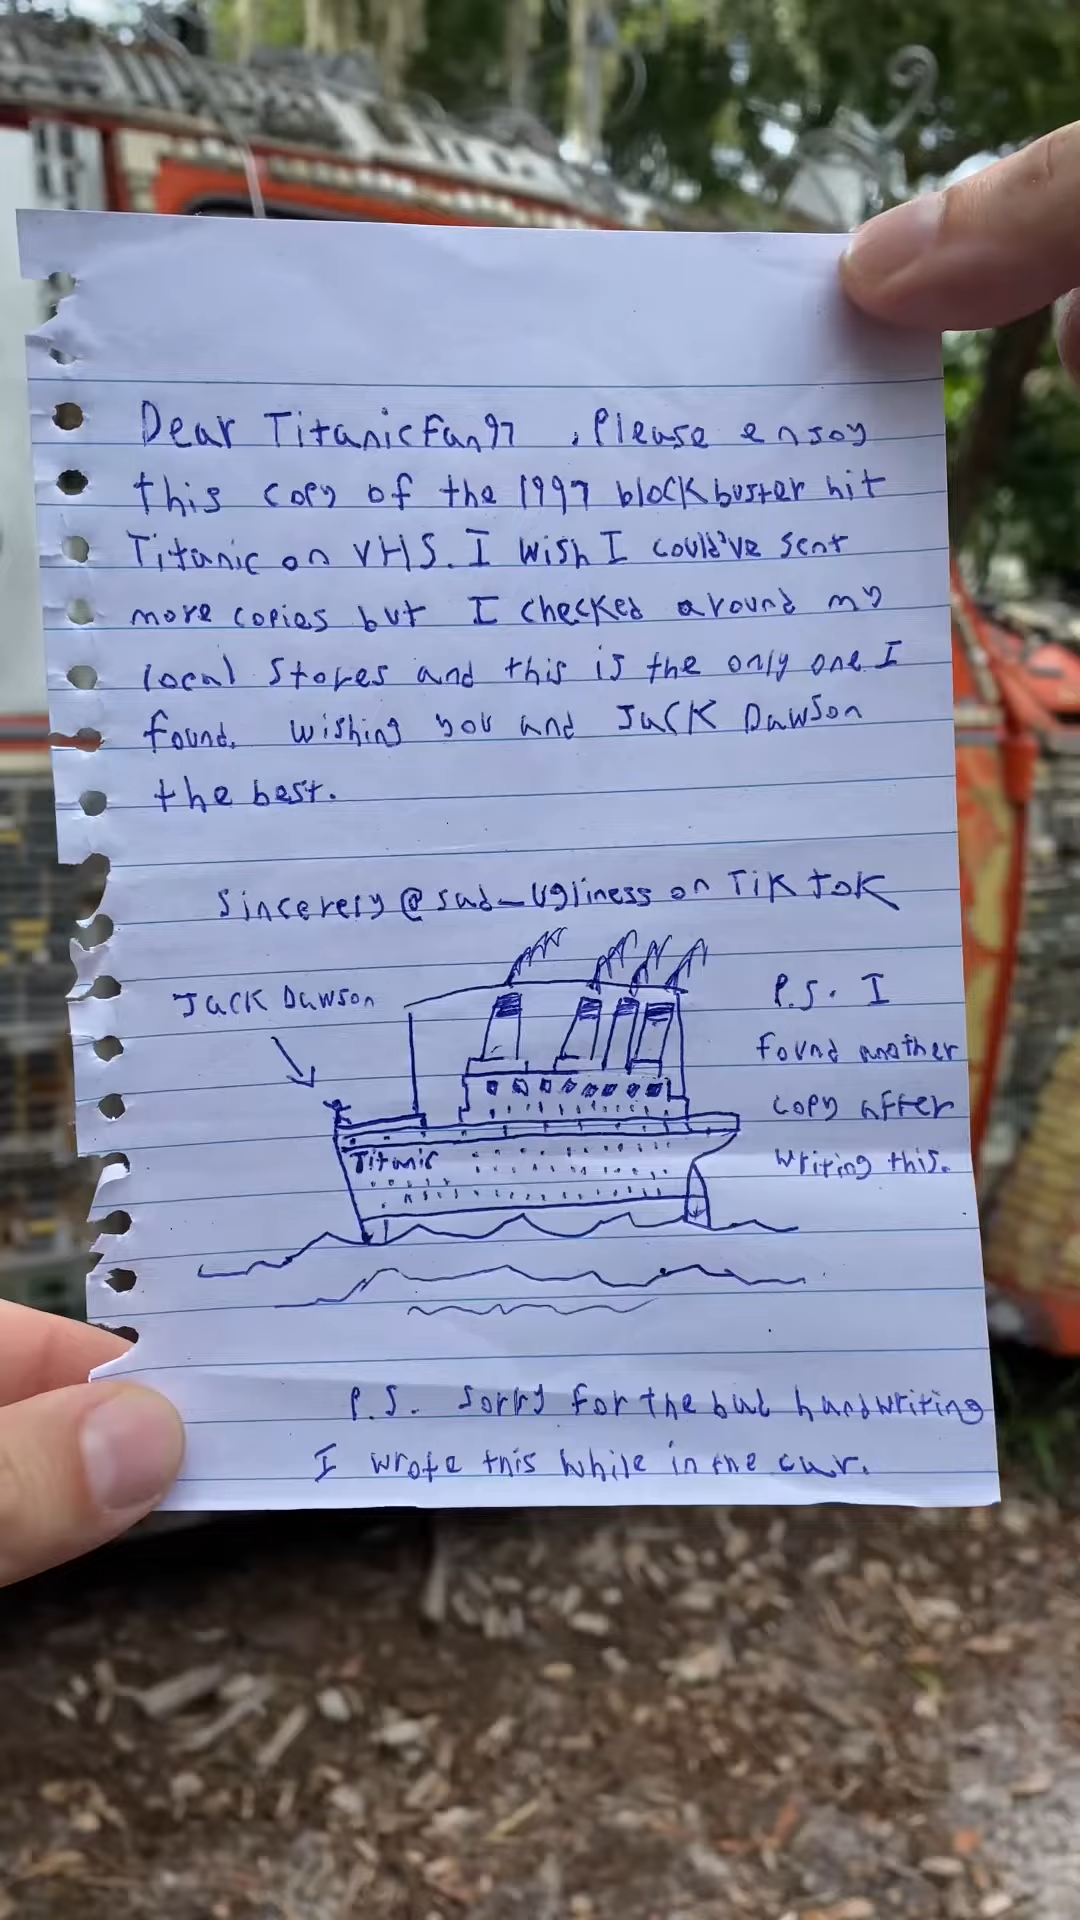 Dear TitanicFan97, Please enjoy
this copy of the 1997 blockbuster hit
Titanic on VHS. I wish I could've sent
more copies but I checked around my
local stores and this is the only one I
found. wishing you and Jack Dawson
the best.
Sincerely @sad_ugliness on TikTok
Jack Dawson
P.S. I
found another
copy after
writing this.
Titanic
P.S. Sorry for the bad handwriting
I wrote this while in the car.